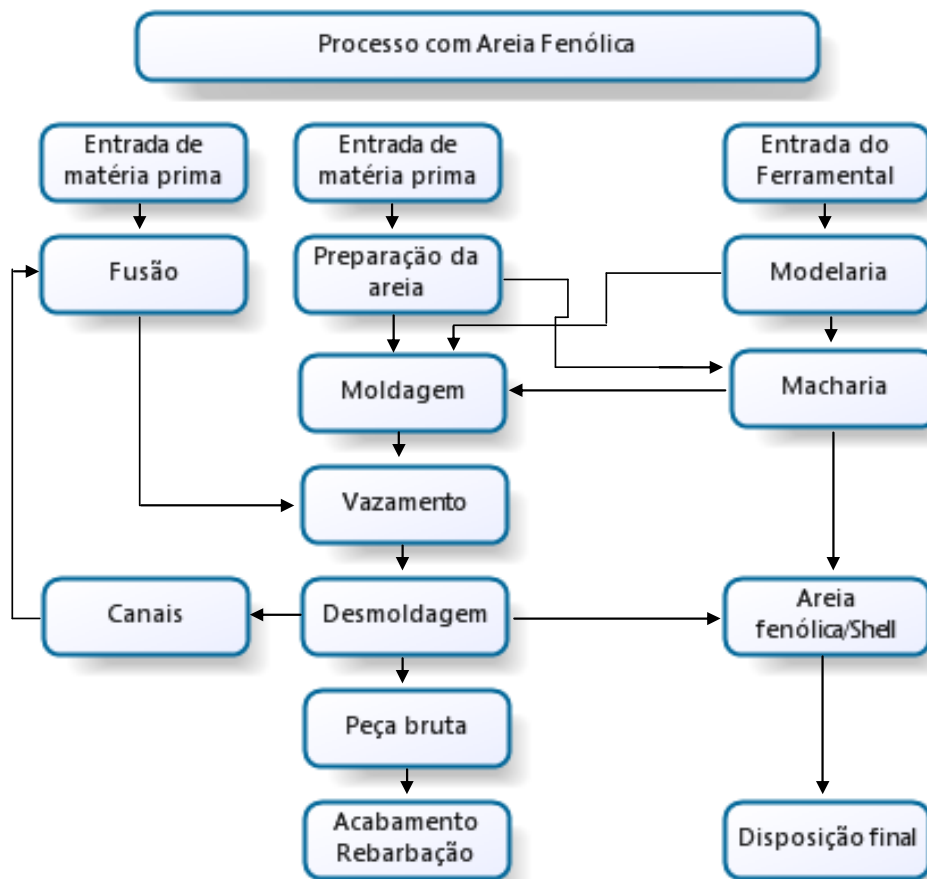 Processo com Areia Fenólica
Entrada de
matéria prima
Entrada de
matéria prima
Entrada do
Ferramental
Fusão
Preparação da
areia
Modelaria
Moldagem
Macharia
Vazamento
Canais
Desmoldagem
Areia
fenólica/Shell
Peça bruta
Acabamento
Rebarbação
Disposição final